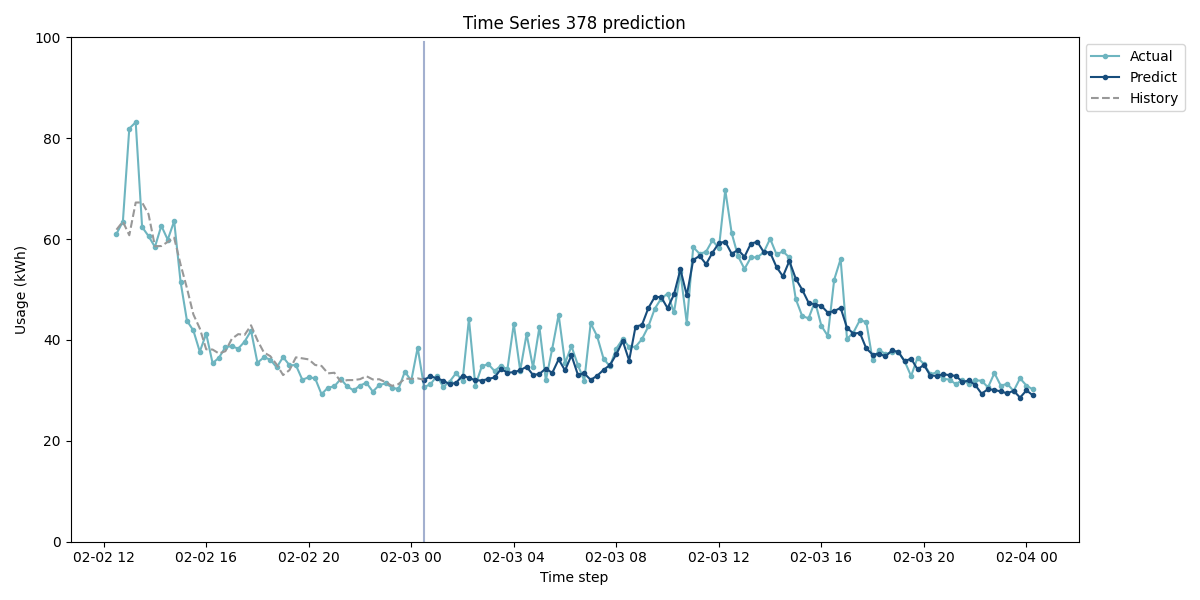 Time Series 378 prediction
Usage (kWh)
100
80
60
40
20
0
02-02 12
02-02 16
02-02 20
02-03 00
02-03 04
02-03 08
02-03 12
02-03 16
02-03 20
02-04 00
Time step
Actual
Predict
History